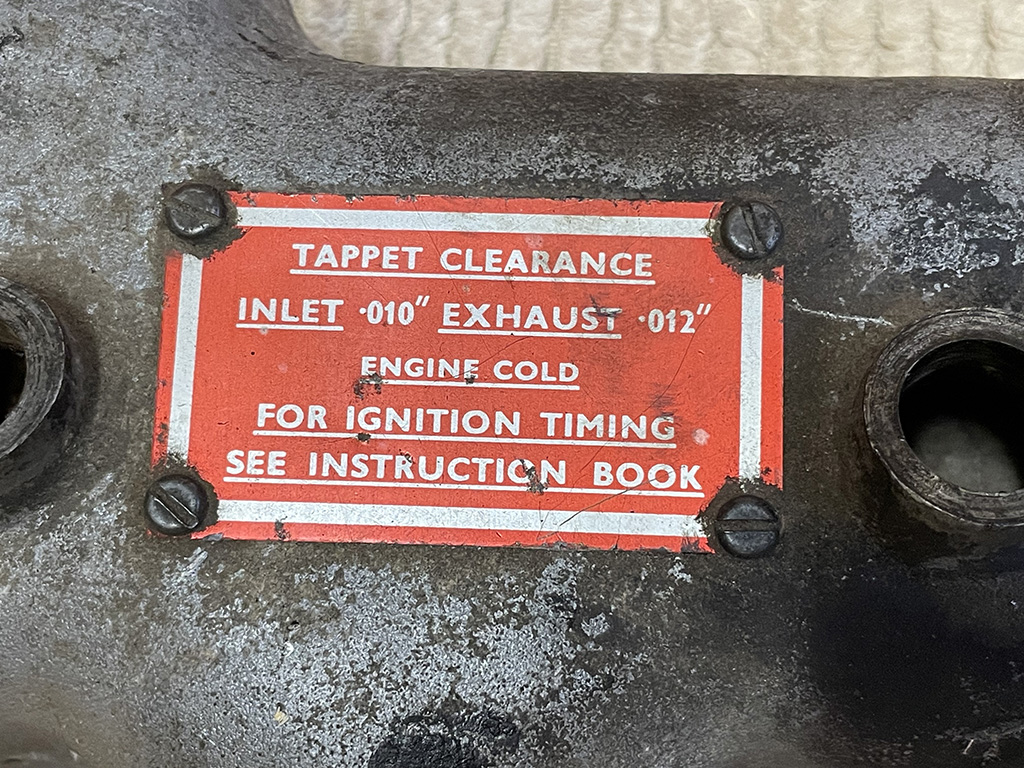 TAPPET CLEARANCE
INLET ·010" EXHAUST ·012"
ENGINE COLD
FOR IGNITION TIMING
SEE INSTRUCTION BOOK